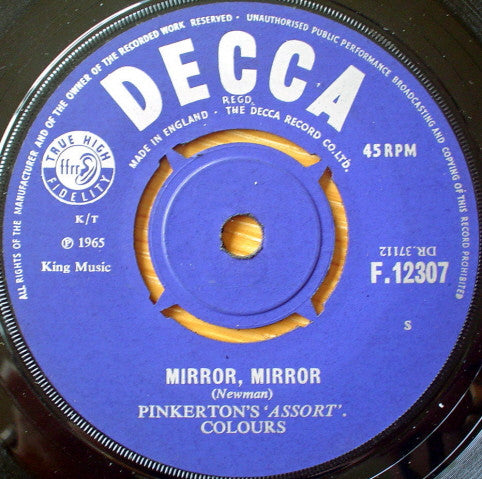 ALL RIGHTS OF THE MANUFACTURER AND OF THE OWNER OF THE RECORDED WORK RESERVED · UNAUTHORISED PUBLIC PERFORMANCE BROADCASTING AND COPYING OF THIS RECORD PROHIBITED
DECCA
REGD.
MADE IN ENGLAND · THE DECCA RECORD CO. LTD.
TRUE HIGH
ffrr
FIDELITY
45 RPM
K/T
℗ 1965
King Music
DR.37112
F.12307
S
MIRROR, MIRROR
(Newman)
PINKERTON'S 'ASSORT'.
COLOURS